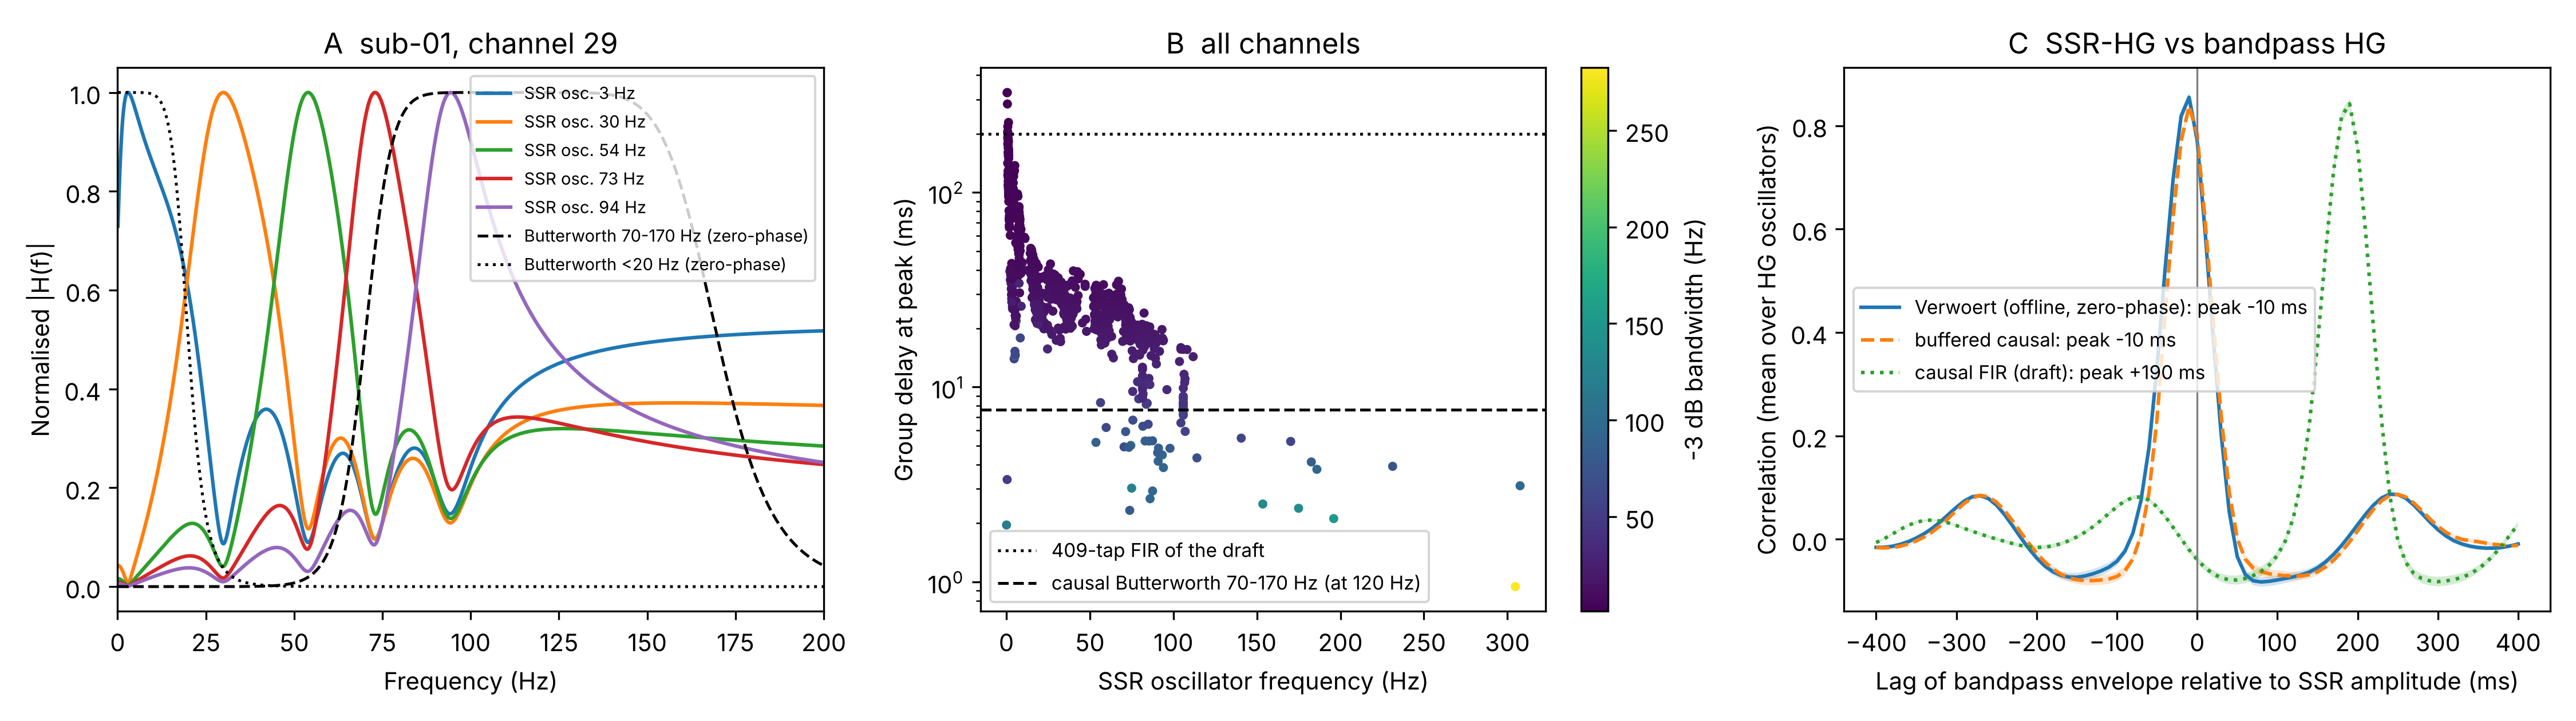 A  sub-01, channel 29
Normalised |H(f)|
1.0
0.8
0.6
0.4
0.2
0.0
SSR osc. 3 Hz
SSR osc. 30 Hz
SSR osc. 54 Hz
SSR osc. 73 Hz
SSR osc. 94 Hz
Butterworth 70-170 Hz (zero-phase)
Butterworth <20 Hz (zero-phase)
0 25 50 75 100 125 150 175 200
Frequency (Hz)
B  all channels
Group delay at peak (ms)
10²
10¹
10⁰
409-tap FIR of the draft
causal Butterworth 70-170 Hz (at 120 Hz)
0 50 100 150 200 250 300
SSR oscillator frequency (Hz)
250
200
150
100
50
−3 dB bandwidth (Hz)
C  SSR-HG vs bandpass HG
Correlation (mean over HG oscillators)
0.8
0.6
0.4
0.2
0.0
Verwoert (offline, zero-phase): peak -10 ms
buffered causal: peak -10 ms
causal FIR (draft): peak +190 ms
−400 −300 −200 −100 0 100 200 300 400
Lag of bandpass envelope relative to SSR amplitude (ms)